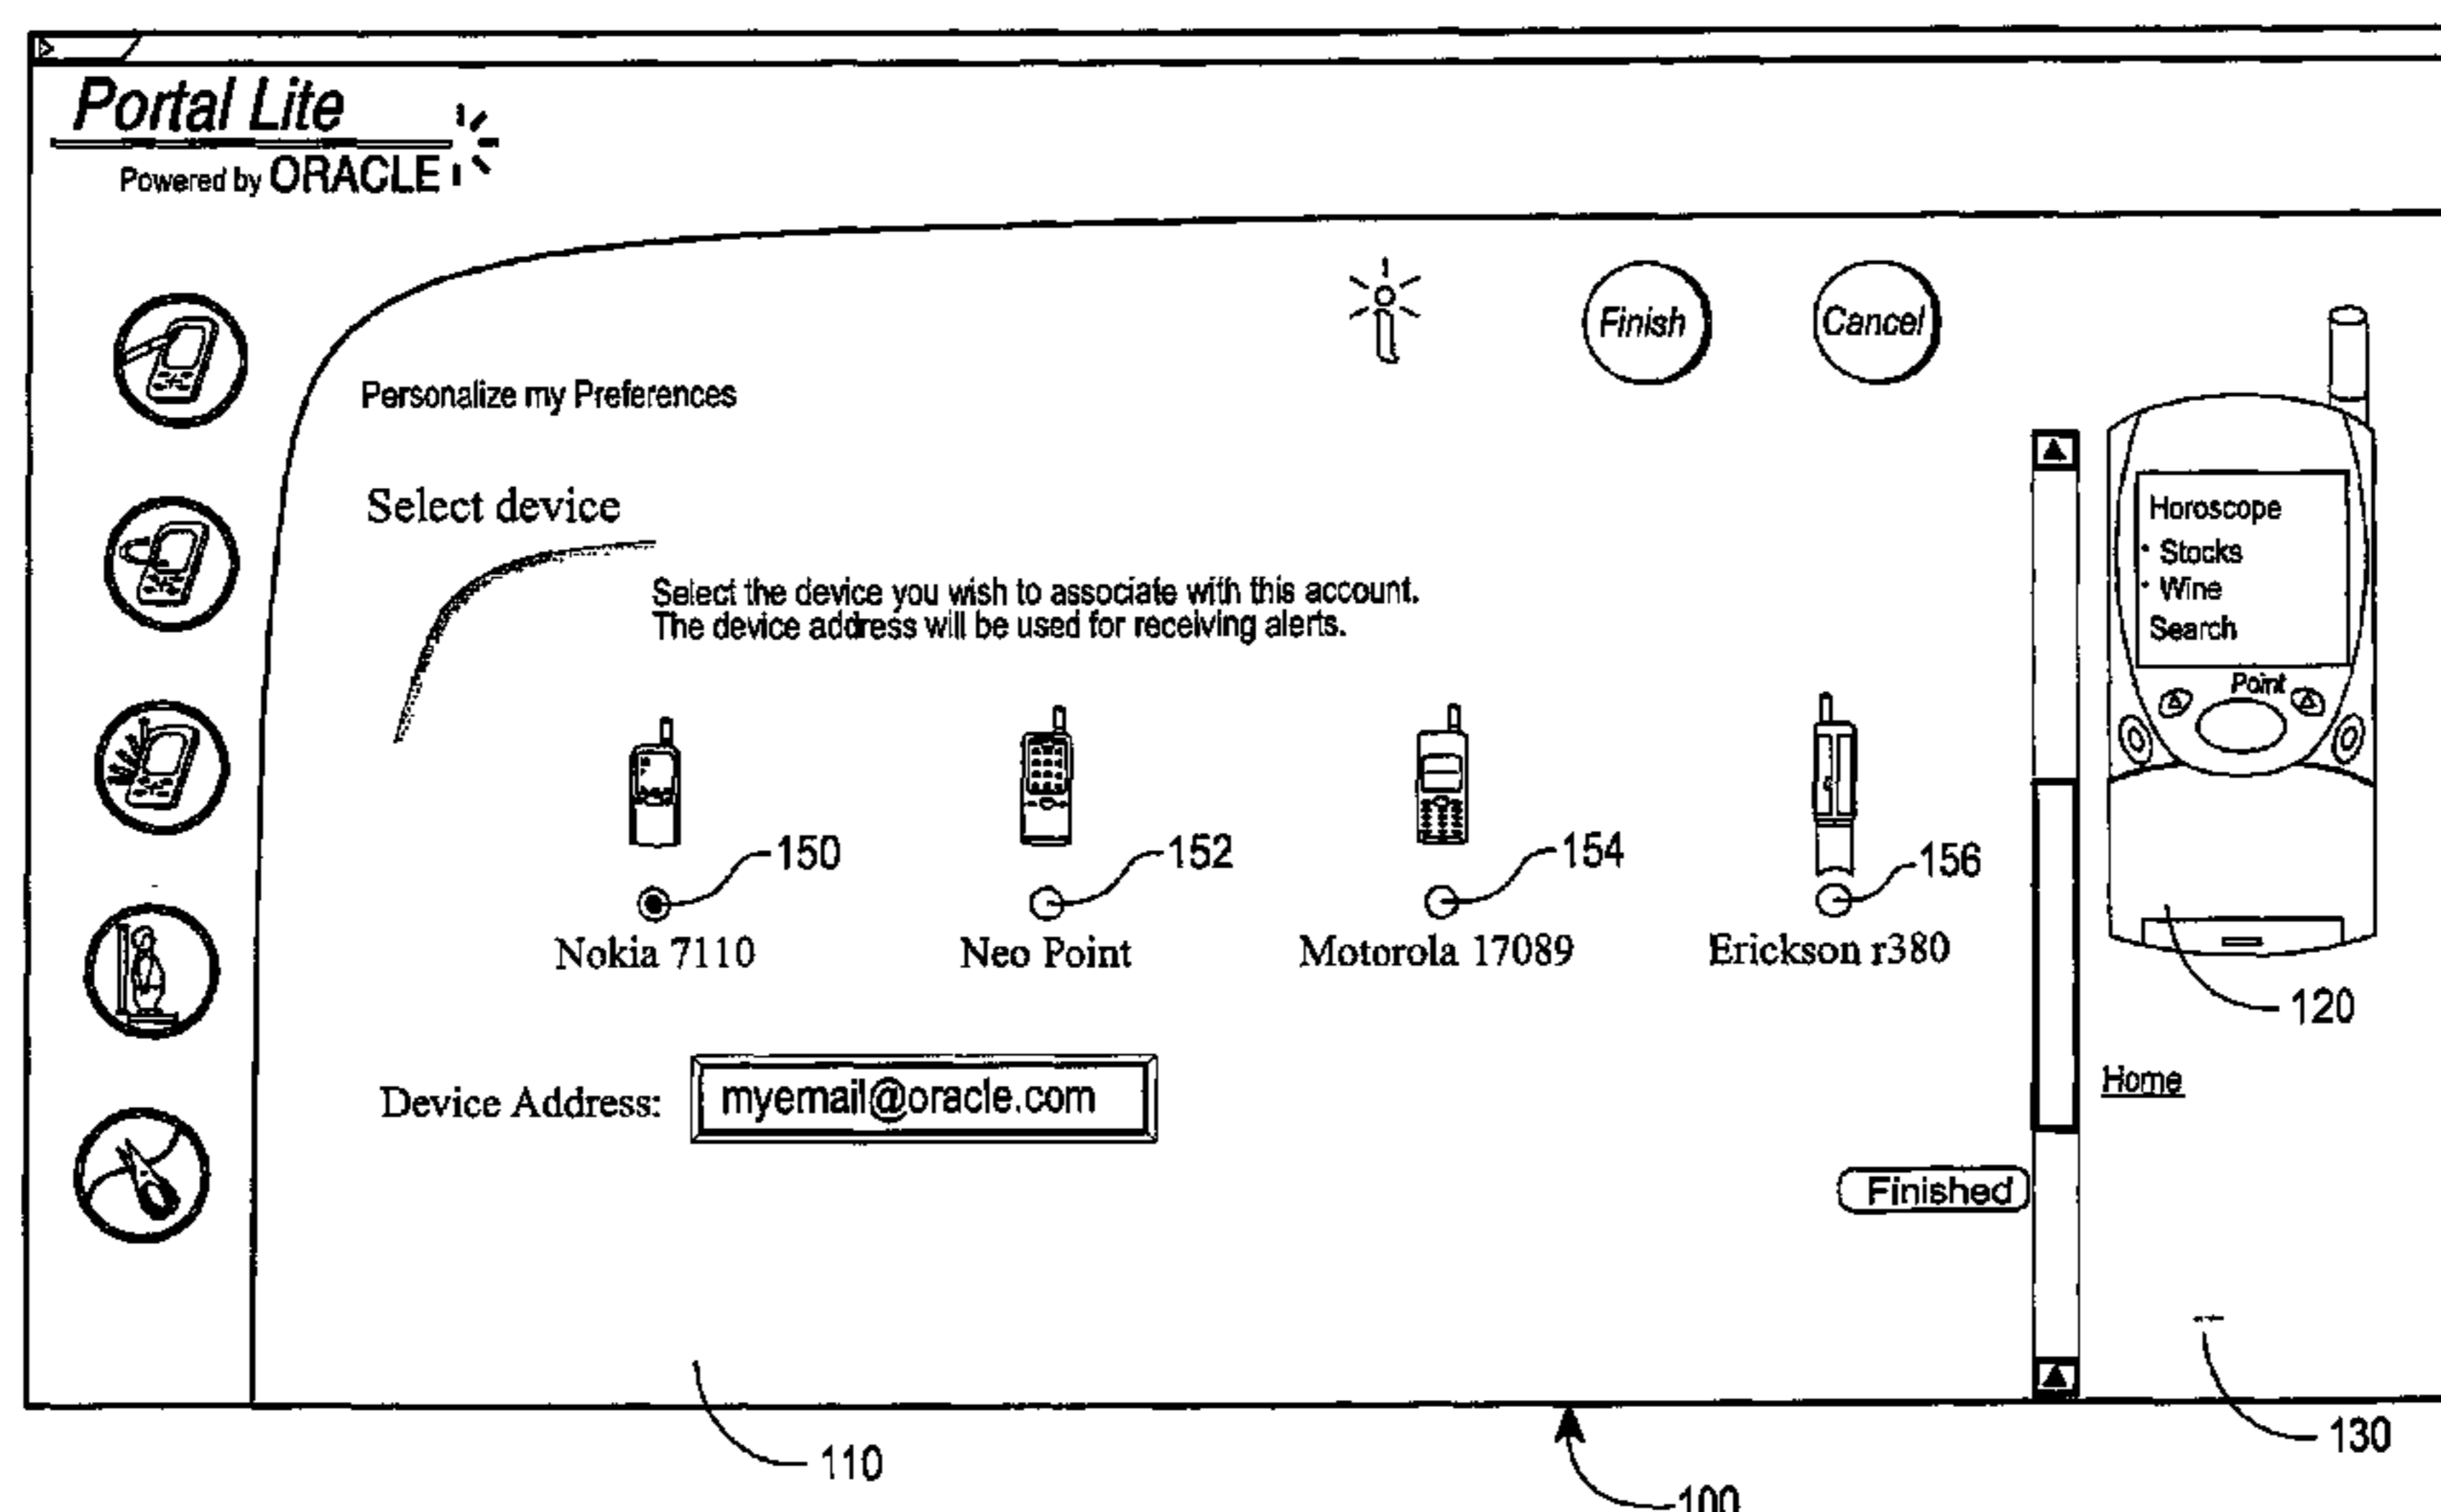 Portal Lite
Powered by ORACLE
Finish
Cancel
Personalize my Preferences
Select device
Select the device you wish to associate with this account.
The device address will be used for receiving alerts.
Horoscope
· Stocks
· Wine
Search
Point
150
152
154
156
Nokia 7110
Neo Point
Motorola 17089
Erickson r380
120
Device Address:
myemail@oracle.com
Home
Finished
110
100
130